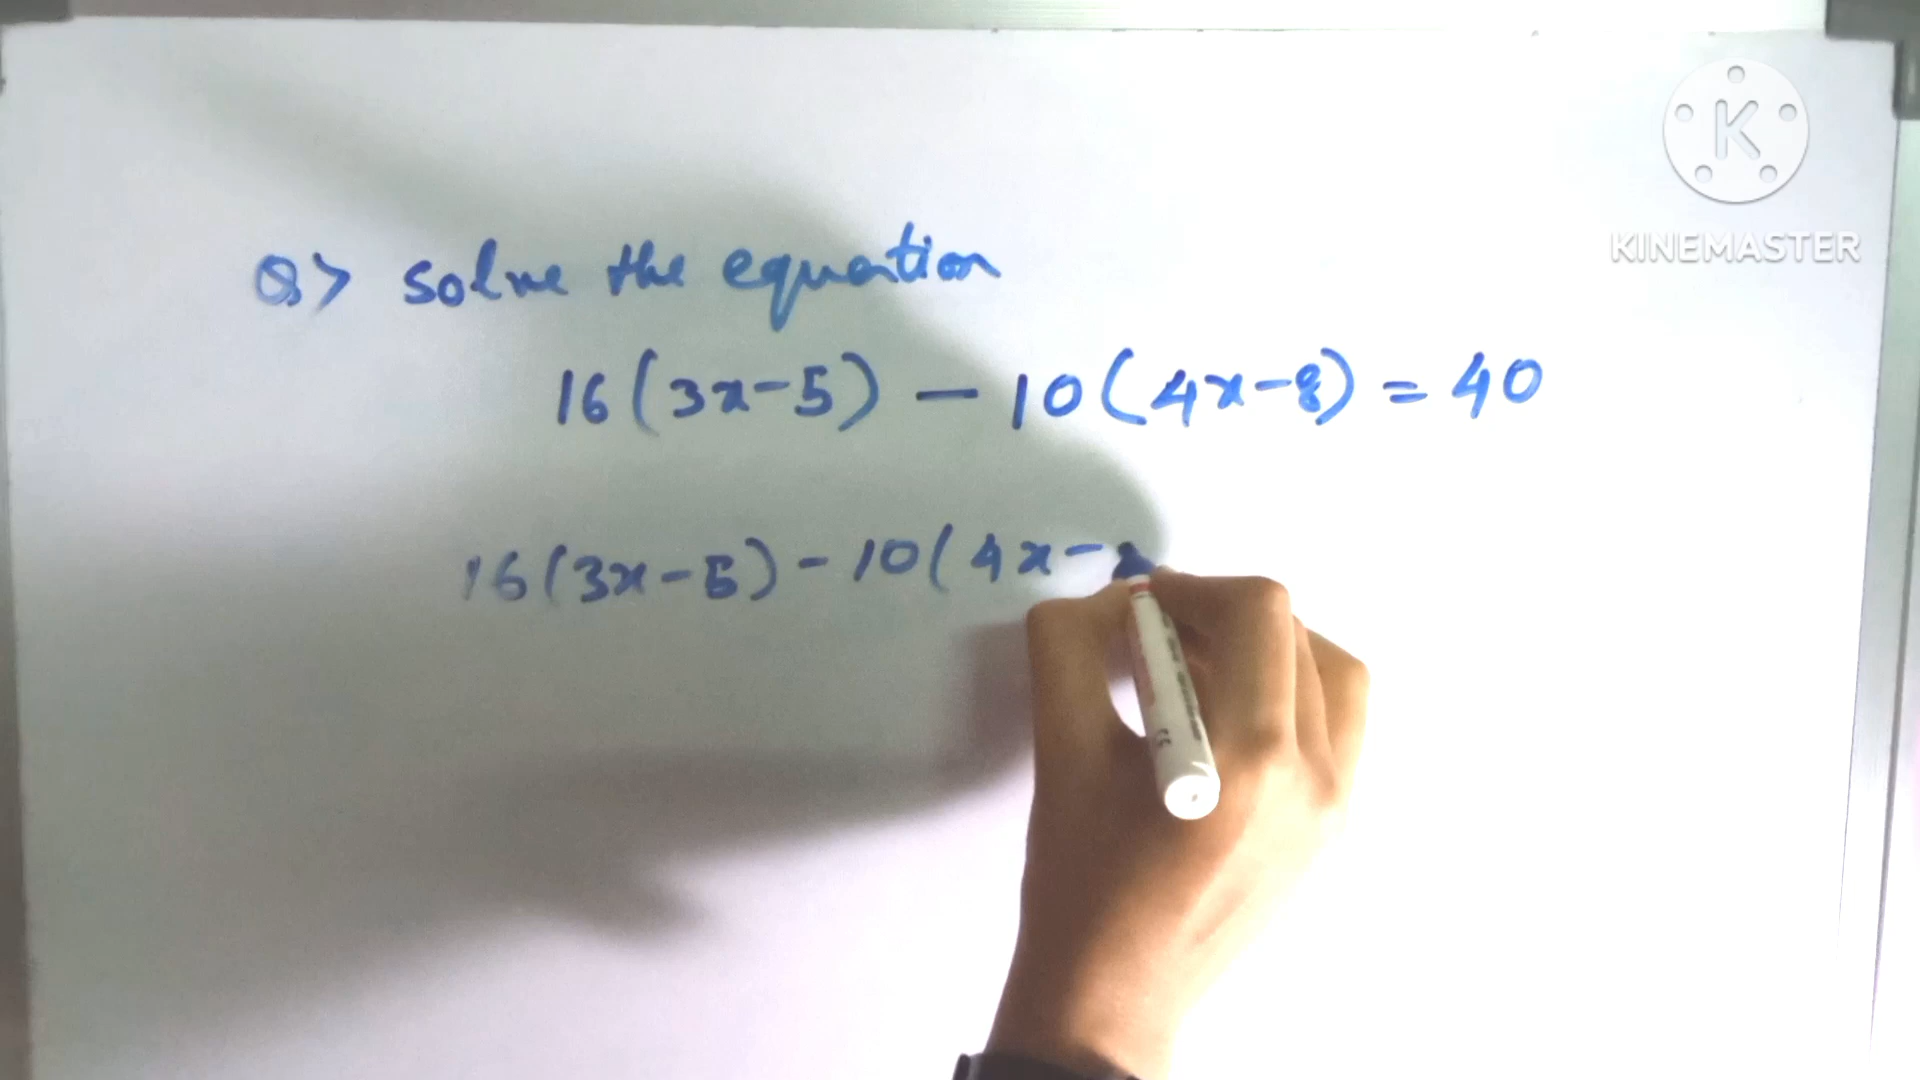 K
KINEMASTER
Q> solve the equation
16(3x-5) - 10(4x-8) = 40
16(3x-5) - 10(4x-